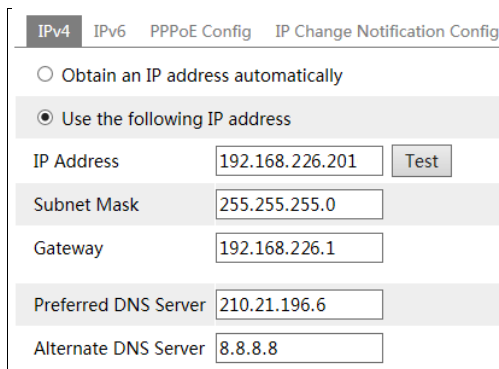 IPv4 IPv6 PPPoE Config IP Change Notification Config
Obtain an IP address automatically
Use the following IP address
IP Address 192.168.226.201 Test
Subnet Mask 255.255.255.0
Gateway 192.168.226.1
Preferred DNS Server 210.21.196.6
Alternate DNS Server 8.8.8.8